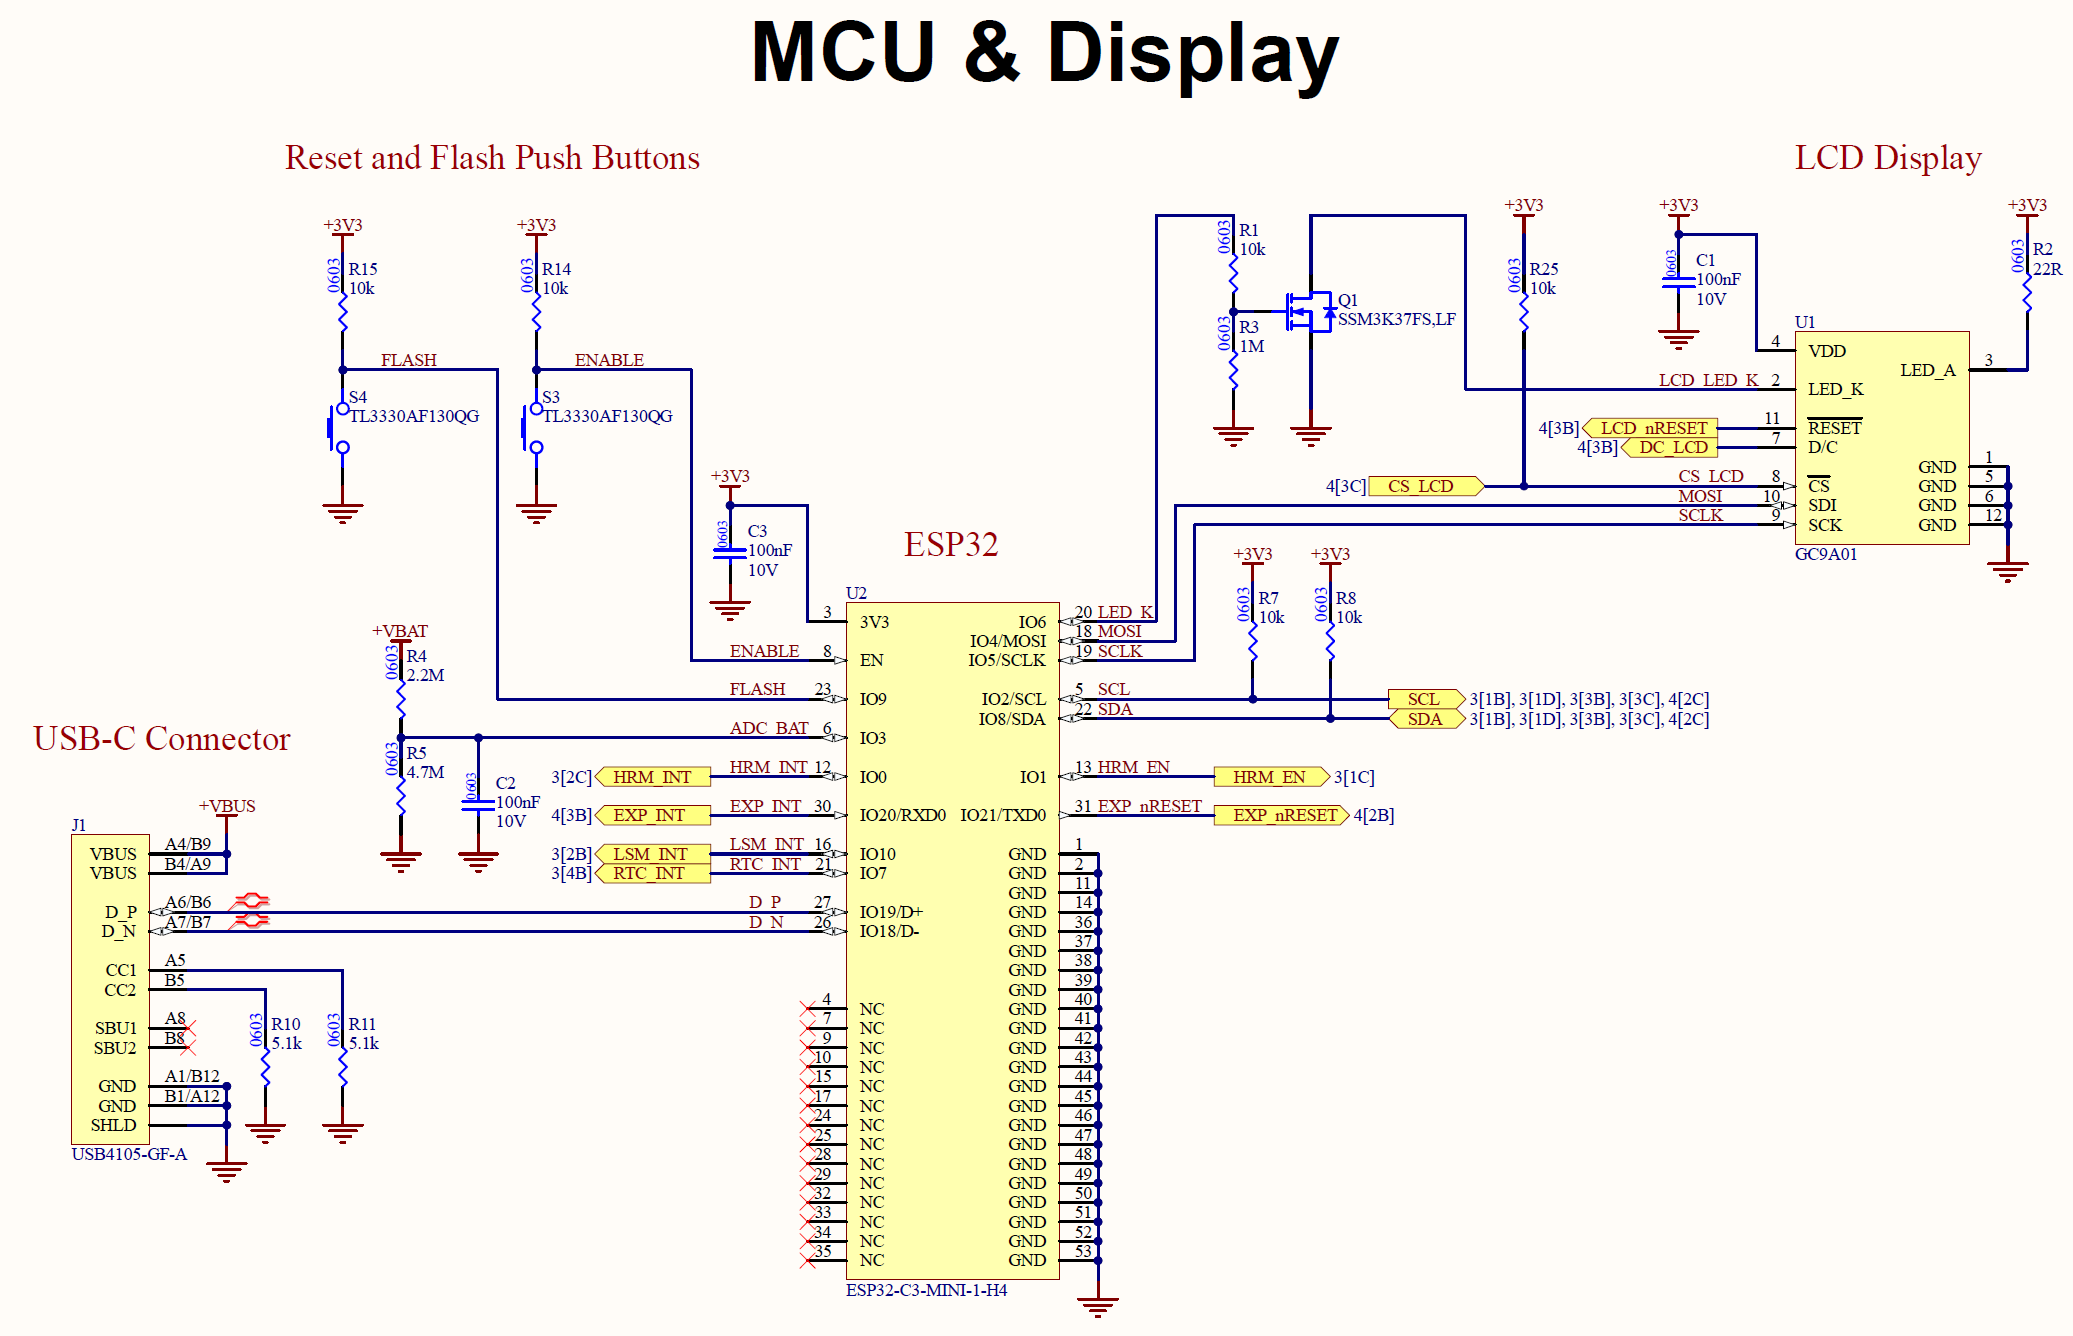 MCU & Display
Reset and Flash Push Buttons
LCD Display
+3V3
0603
R15
10k
FLASH
S4
TL3330AF130QG
+3V3
0603
R14
10k
ENABLE
S3
TL3330AF130QG
0603
R1
10k
0603
R3
1M
Q1
SSM3K37FS,LF
+3V3
0603
R25
10k
+3V3
0603
C1
100nF
10V
+3V3
0603
R2
22R
U1
4 VDD
LED_A 3
LCD_LED_K 2 LED_K
4[3B] LCD_nRESET 11 RESET
4[3B] DC_LCD 7 D/C
4[3C] CS_LCD CS_LCD 8 CS
MOSI 10 SDI
SCLK 9 SCK
GND 1
GND 5
GND 6
GND 12
GC9A01
+3V3
0603
C3
100nF
10V
ESP32
U2
3 3V3
ENABLE 8 EN
FLASH 23 IO9
ADC_BAT 6 IO3
3[2C] HRM_INT HRM_INT 12 IO0
4[3B] EXP_INT EXP_INT 30 IO20/RXD0
3[2B] LSM_INT LSM_INT 16 IO10
3[4B] RTC_INT RTC_INT 21 IO7
D_P 27 IO19/D+
D_N 26 IO18/D-
4 NC
7 NC
9 NC
10 NC
15 NC
17 NC
24 NC
25 NC
28 NC
29 NC
32 NC
33 NC
34 NC
35 NC
IO6 20 LED_K
IO4/MOSI 18 MOSI
IO5/SCLK 19 SCLK
IO2/SCL 5 SCL SCL 3[1B], 3[1D], 3[3B], 3[3C], 4[2C]
IO8/SDA 22 SDA SDA 3[1B], 3[1D], 3[3B], 3[3C], 4[2C]
IO1 13 HRM_EN HRM_EN 3[1C]
IO21/TXD0 31 EXP_nRESET EXP_nRESET 4[2B]
GND 1
GND 2
GND 11
GND 14
GND 36
GND 37
GND 38
GND 39
GND 40
GND 41
GND 42
GND 43
GND 44
GND 45
GND 46
GND 47
GND 48
GND 49
GND 50
GND 51
GND 52
GND 53
ESP32-C3-MINI-1-H4
+3V3
0603
R7
10k
+3V3
0603
R8
10k
+VBAT
0603
R4
2.2M
0603
R5
4.7M
0603
C2
100nF
10V
USB-C Connector
+VBUS
J1
VBUS A4/B9
VBUS B4/A9
D_P A6/B6
D_N A7/B7
CC1 A5
CC2 B5
SBU1 A8
SBU2 B8
GND A1/B12
GND B1/A12
SHLD
USB4105-GF-A
0603
R10
5.1k
0603
R11
5.1k